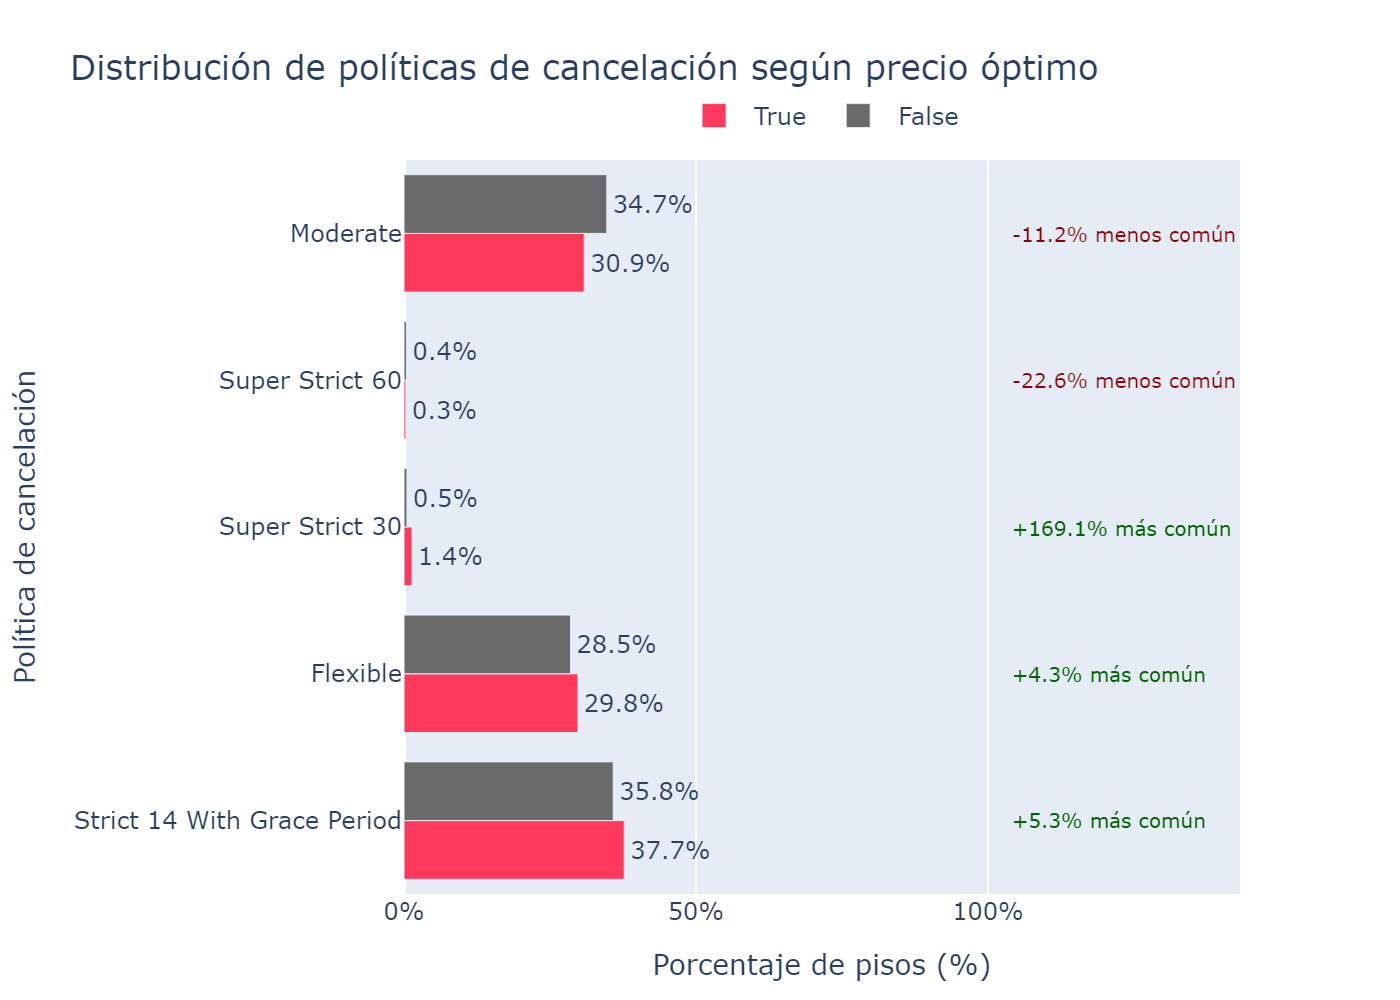 Distribución de políticas de cancelación según precio óptimo
True False
Moderate 34.7% -11.2% menos común
30.9%
Super Strict 60 0.4% -22.6% menos común
0.3%
Super Strict 30 0.5% +169.1% más común
1.4%
Flexible 28.5% +4.3% más común
29.8%
Strict 14 With Grace Period 35.8% +5.3% más común
37.7%
Política de cancelación
0% 50% 100%
Porcentaje de pisos (%)